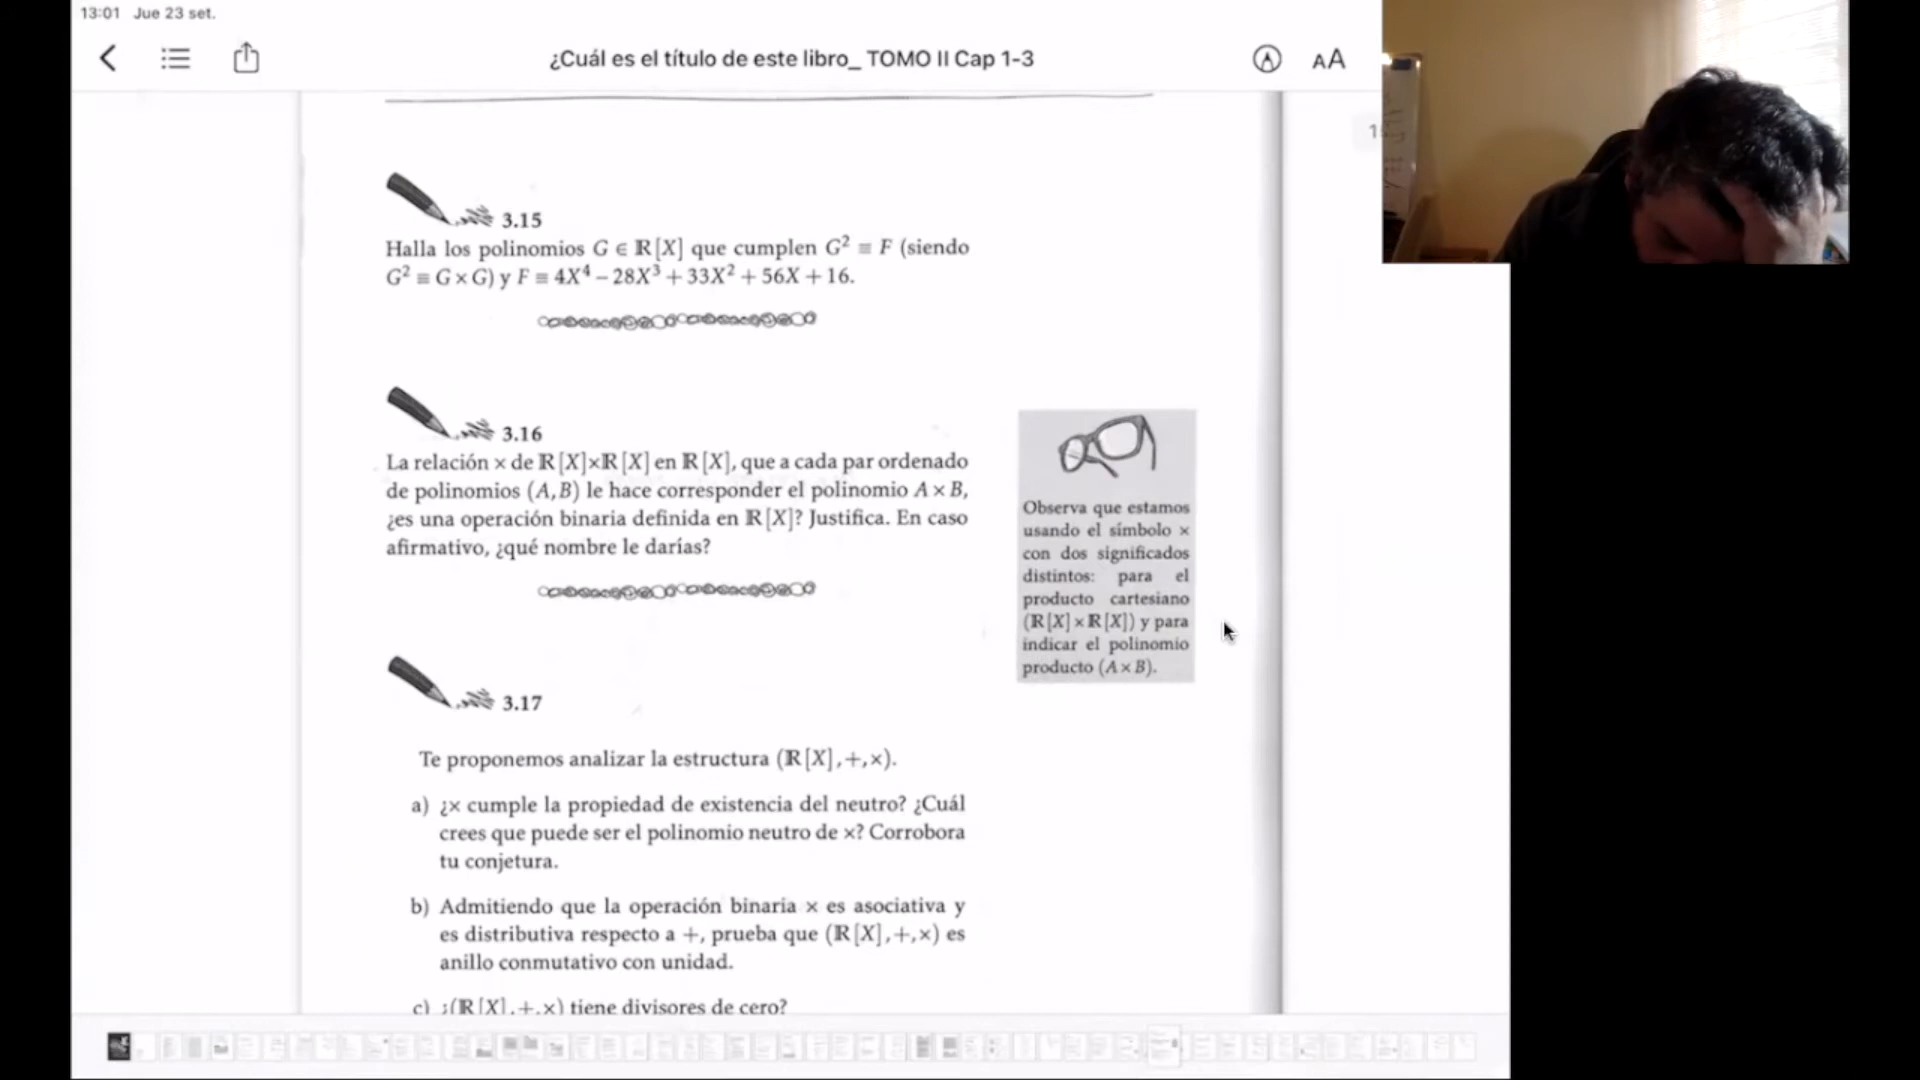 13:01 Jue 23 set.
¿Cuál es el título de este libro_ TOMO II Cap 1-3
AA
3.15
Halla los polinomios G ∈ ℝ[X] que cumplen G² ≡ F (siendo
G² ≡ G × G) y F ≡ 4X⁴ – 28X³ + 33X² + 56X + 16.
3.16
La relación × de ℝ[X]×ℝ[X] en ℝ[X], que a cada par ordenado
de polinomios (A,B) le hace corresponder el polinomio A × B,
¿es una operación binaria definida en ℝ[X]? Justifica. En caso
afirmativo, ¿qué nombre le darías?
Observa que estamos
usando el símbolo ×
con dos significados
distintos: para el
producto cartesiano
(ℝ[X]×ℝ[X]) y para
indicar el polinomio
producto (A×B).
3.17
Te proponemos analizar la estructura (ℝ[X],+,×).
a) ¿× cumple la propiedad de existencia del neutro? ¿Cuál
crees que puede ser el polinomio neutro de ×? Corrobora
tu conjetura.
b) Admitiendo que la operación binaria × es asociativa y
es distributiva respecto a +, prueba que (ℝ[X],+,×) es
anillo conmutativo con unidad.
c) ¿(ℝ[X],+,×) tiene divisores de cero?